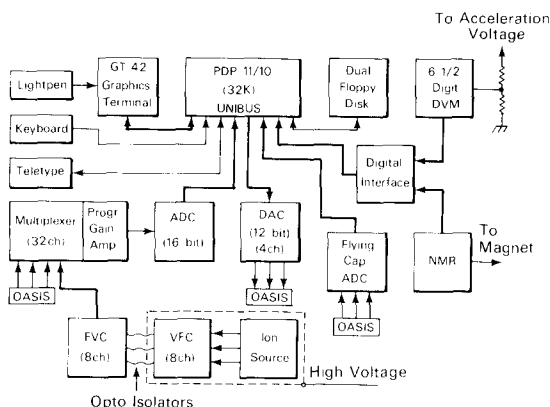 To Acceleration
Voltage
GT 42
Graphics
Terminal
PDP 11/10
(32K)
UNIBUS
Dual
Floppy
Disk
6 1/2
Digit
DVM
Lightpen
Keyboard
Teletype
Digital
Interface
Multiplexer
(32ch)
Progr
Gain
Amp
ADC
(16 bit)
DAC
(12 bit)
(4ch)
Flying
Cap
ADC
NMR
To
Magnet
OASIS
OASIS
OASIS
FVC
(8ch)
VFC
(8ch)
Ion
Source
High Voltage
Opto Isolators